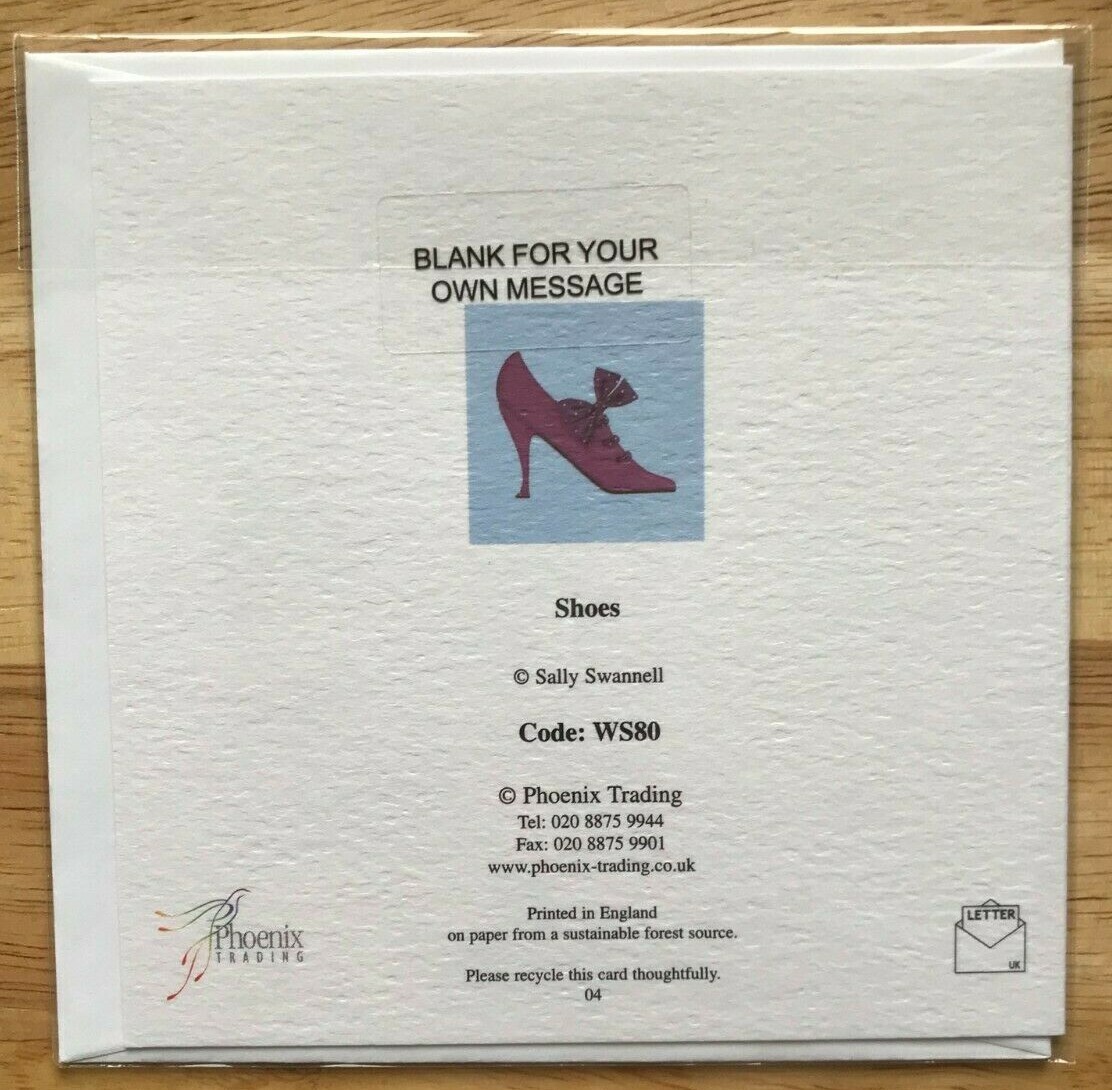 BLANK FOR YOUR
OWN MESSAGE
Shoes
© Sally Swannell
Code: WS80
© Phoenix Trading
Tel: 020 8875 9944
Fax: 020 8875 9901
www.phoenix-trading.co.uk
Printed in England
on paper from a sustainable forest source.
Please recycle this card thoughtfully.
04
Phoenix
TRADING
LETTER
UK